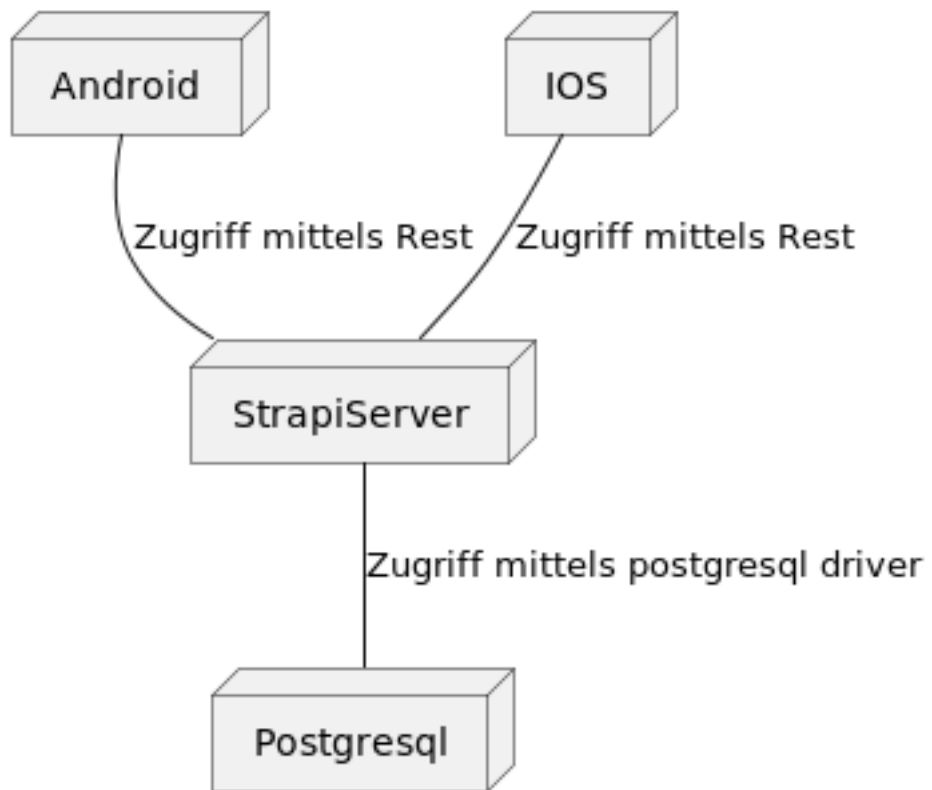 Android
IOS
Zugriff mittels Rest
Zugriff mittels Rest
StrapiServer
Zugriff mittels postgresql driver
Postgresql